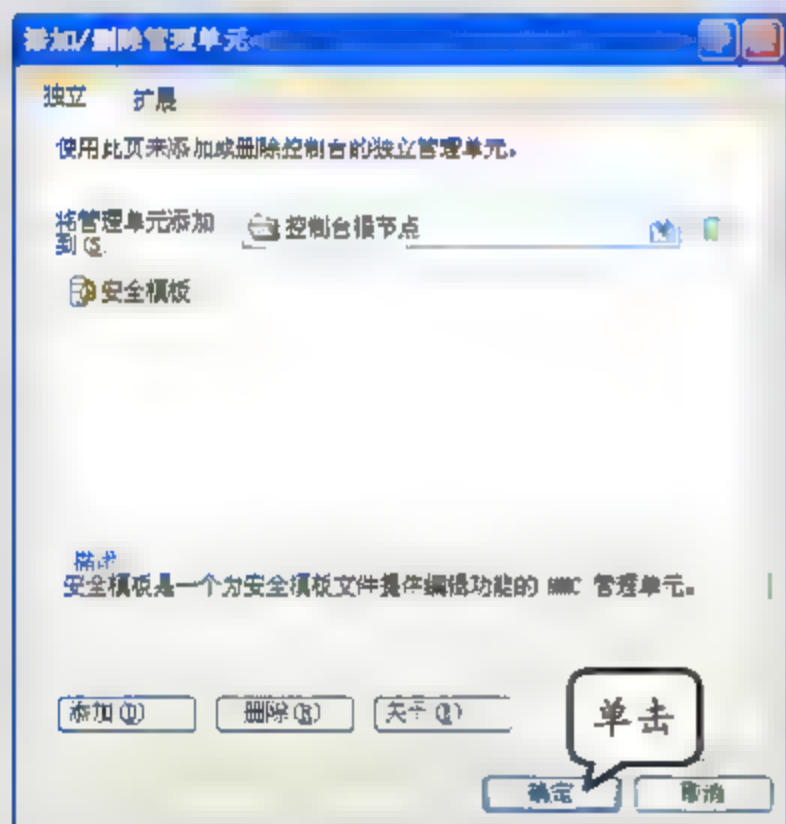 添加/删除管理单元
独立 扩展
使用此页来添加或删除控制台的独立管理单元。
将管理单元添加 控制台根节点
到(S)
安全模板
描述
安全模板是一个为安全模板文件提供编辑功能的 MMC 管理单元。
添加(D) 删除(R) 关于(B)
单击
确定 取消